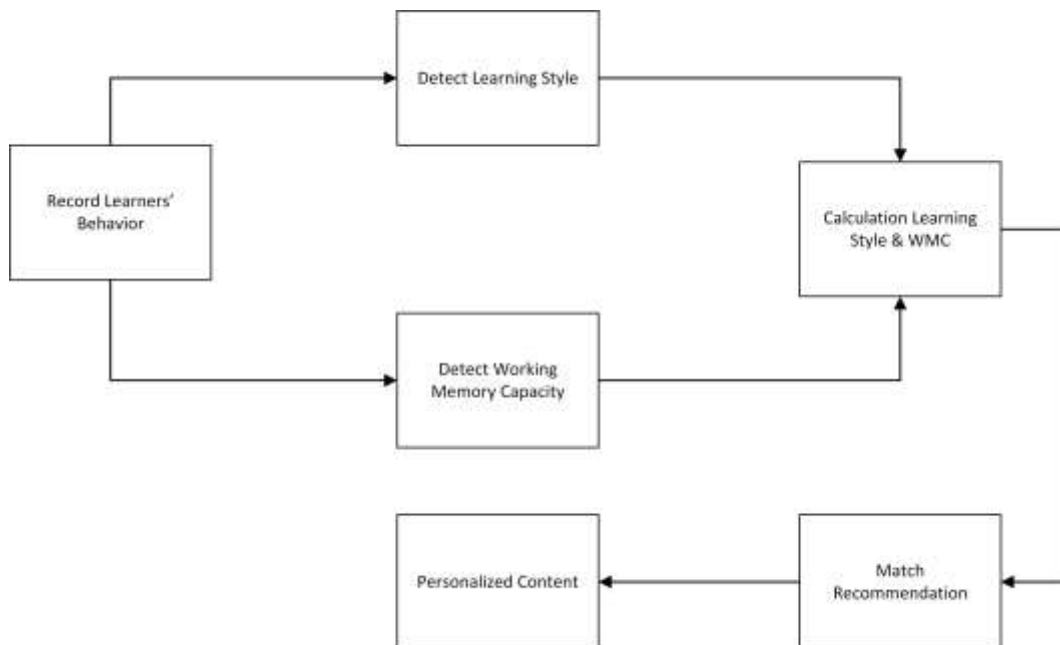 Detect Learning Style
Record Learners’
Behavior
Calculation Learning
Style & WMC
Detect Working
Memory Capacity
Personalized Content
Match
Recommendation